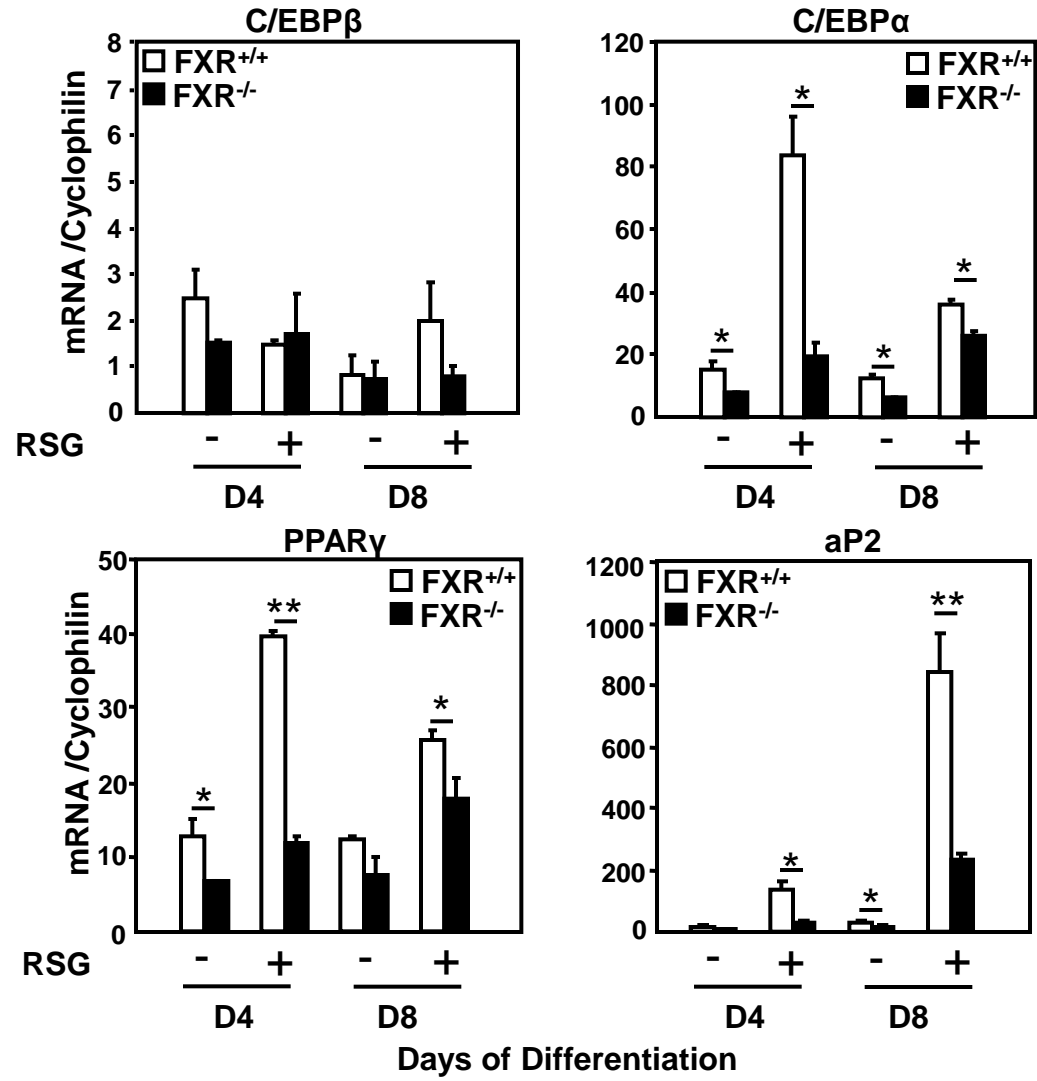 C/EBPβ
mRNA /Cyclophilin
8
7
6
5
4
3
2
1
0
FXR+/+
FXR-/-
RSG - + - +
D4 D8
C/EBPα
120
100
80
60
40
20
0
FXR+/+
FXR-/-
* * * *
- + - +
D4 D8
PPARγ
mRNA /Cyclophilin
50
40
30
20
10
0
FXR+/+
FXR-/-
* ** *
RSG - + - +
D4 D8
aP2
1200
1000
800
600
400
200
0
FXR+/+
FXR-/-
* * **
- + - +
D4 D8
Days of Differentiation